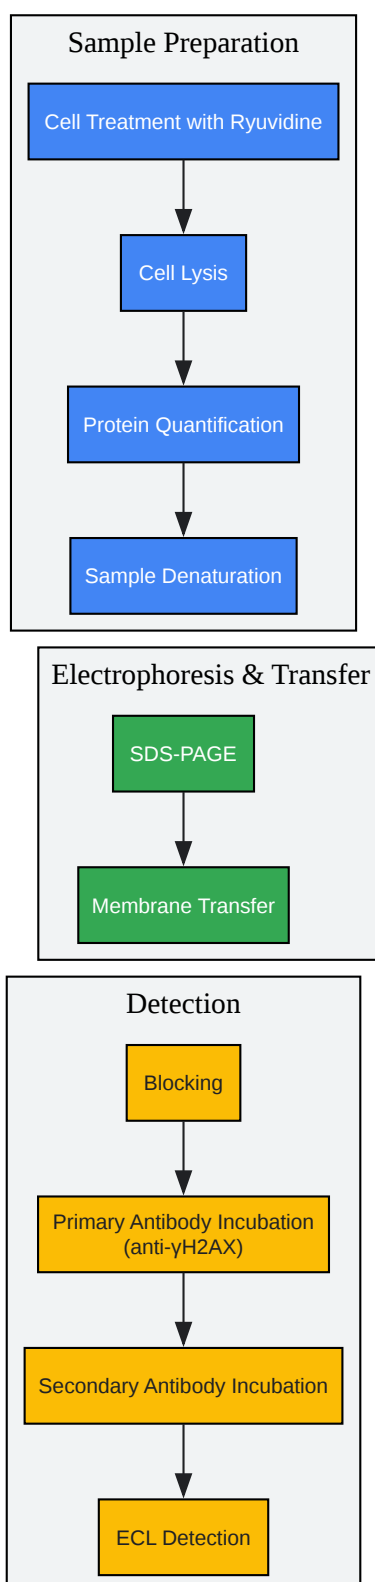 Sample Preparation
Cell Treatment with Ryuvidine
Cell Lysis
Protein Quantification
Sample Denaturation
Electrophoresis & Transfer
SDS-PAGE
Membrane Transfer
Detection
Blocking
Primary Antibody Incubation
(anti-γH2AX)
Secondary Antibody Incubation
ECL Detection